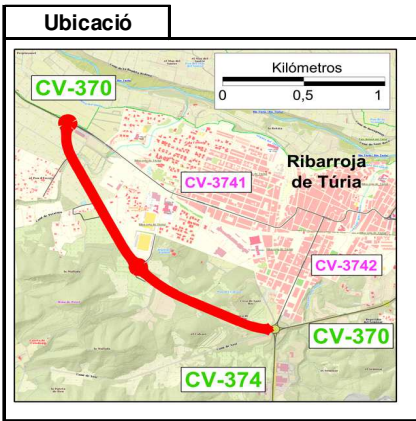 Ubicació
Kilómetros
0 0,5 1
CV-370
CV-3741
Ribarroja
de Túria
CV-3742
CV-370
CV-374